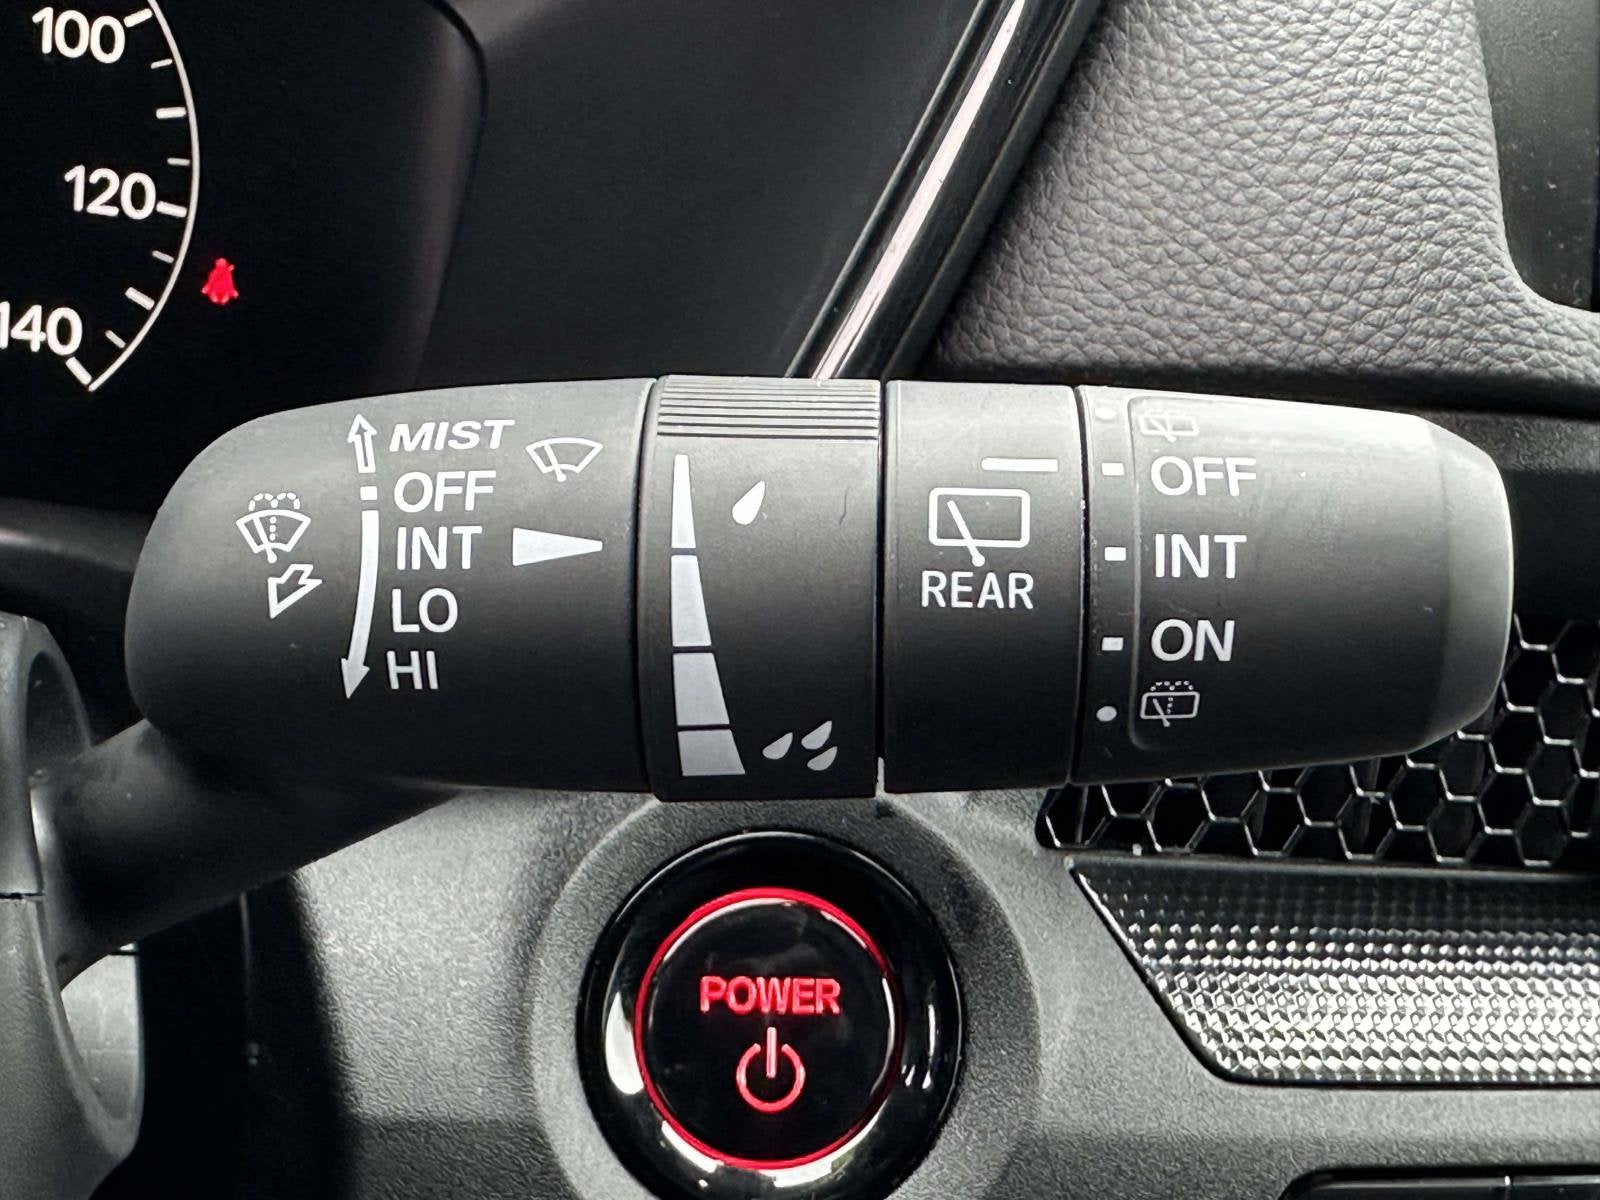 100
120
140
MIST
OFF
INT
LO
HI
REAR
OFF
INT
ON
POWER